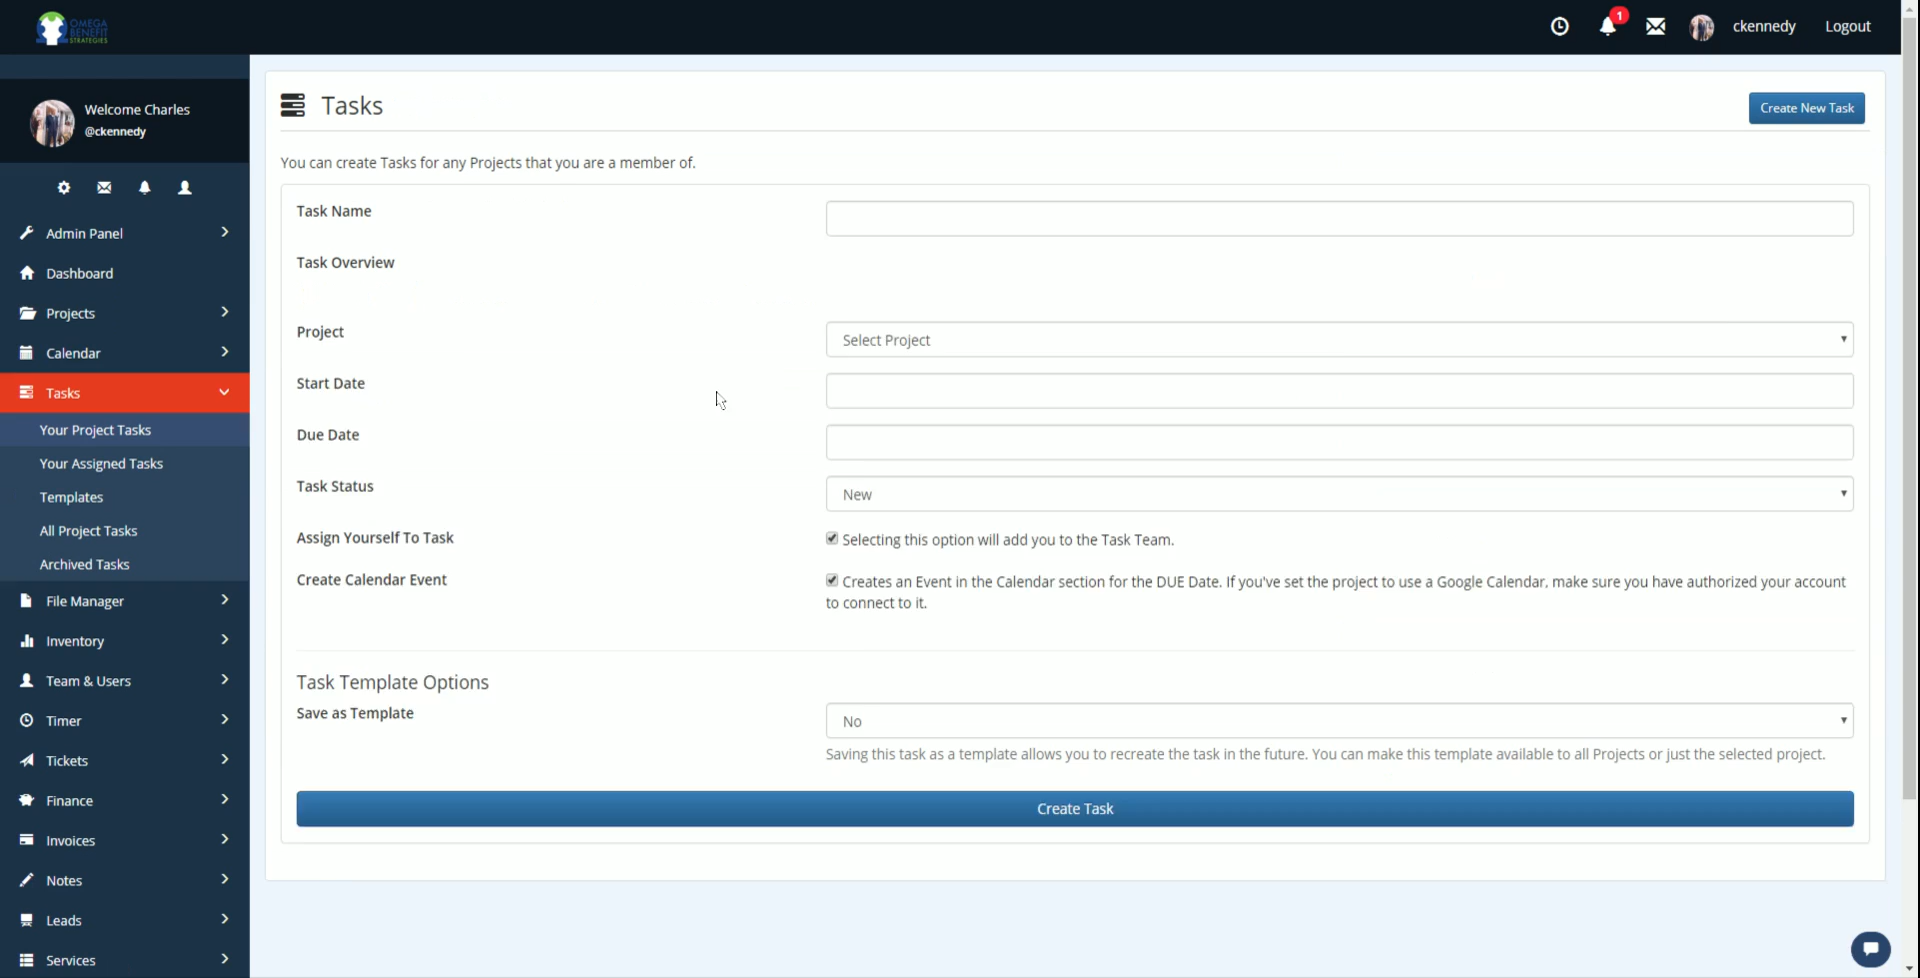 OMEGA
BENEFIT
STRATEGIES
1
ckennedy
Logout
Welcome Charles
@ckennedy
Admin Panel
Dashboard
Projects
Calendar
Tasks
Your Project Tasks
Your Assigned Tasks
Templates
All Project Tasks
Archived Tasks
File Manager
Inventory
Team & Users
Timer
Tickets
Finance
Invoices
Notes
Leads
Services
Tasks
Create New Task
You can create Tasks for any Projects that you are a member of.
Task Name
Task Overview
Project
Select Project
Start Date
Due Date
Task Status
New
Assign Yourself To Task
Selecting this option will add you to the Task Team.
Create Calendar Event
Creates an Event in the Calendar section for the DUE Date. If you've set the project to use a Google Calendar, make sure you have authorized your account
to connect to it.
Task Template Options
Save as Template
No
Saving this task as a template allows you to recreate the task in the future. You can make this template available to all Projects or just the selected project.
Create Task